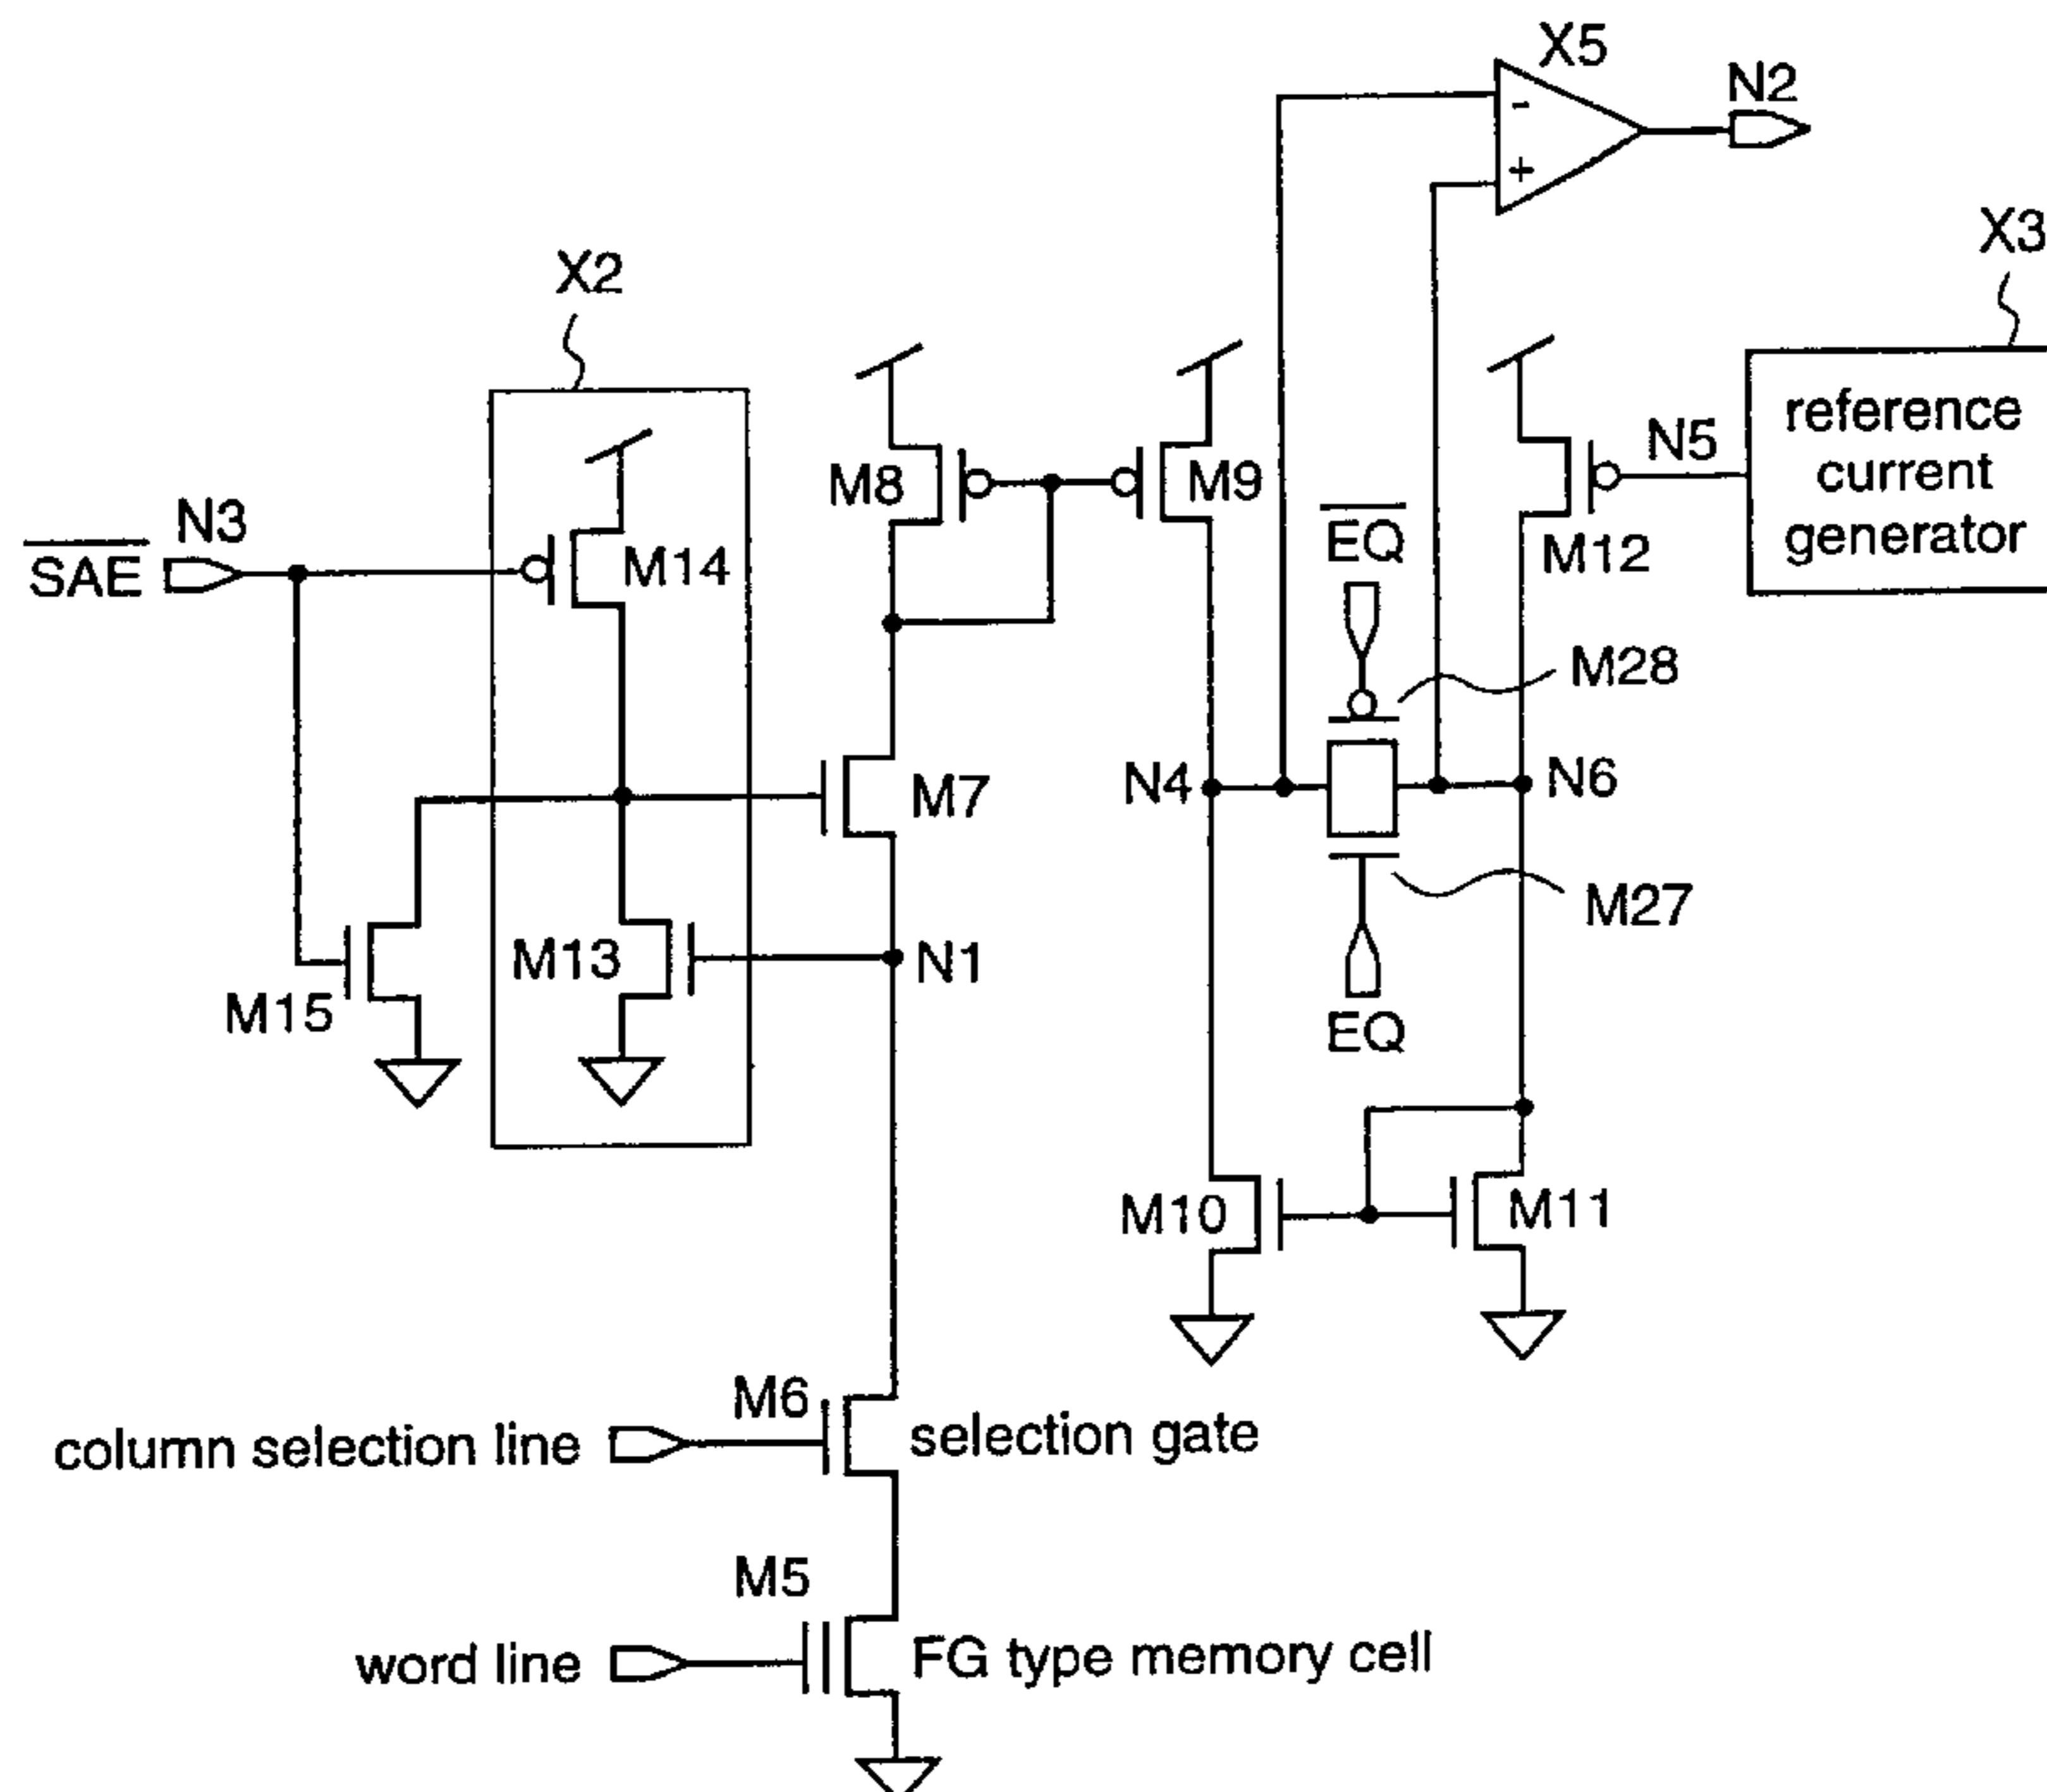 X5
N2
-
+
X3
X2
reference
current
generator
N5
M8
M9
N3
SAE
M14
EQ
M12
M28
N4
N6
M7
M27
M13
N1
M15
EQ
M10
M11
M6
column selection line
selection gate
M5
word line
FG type memory cell